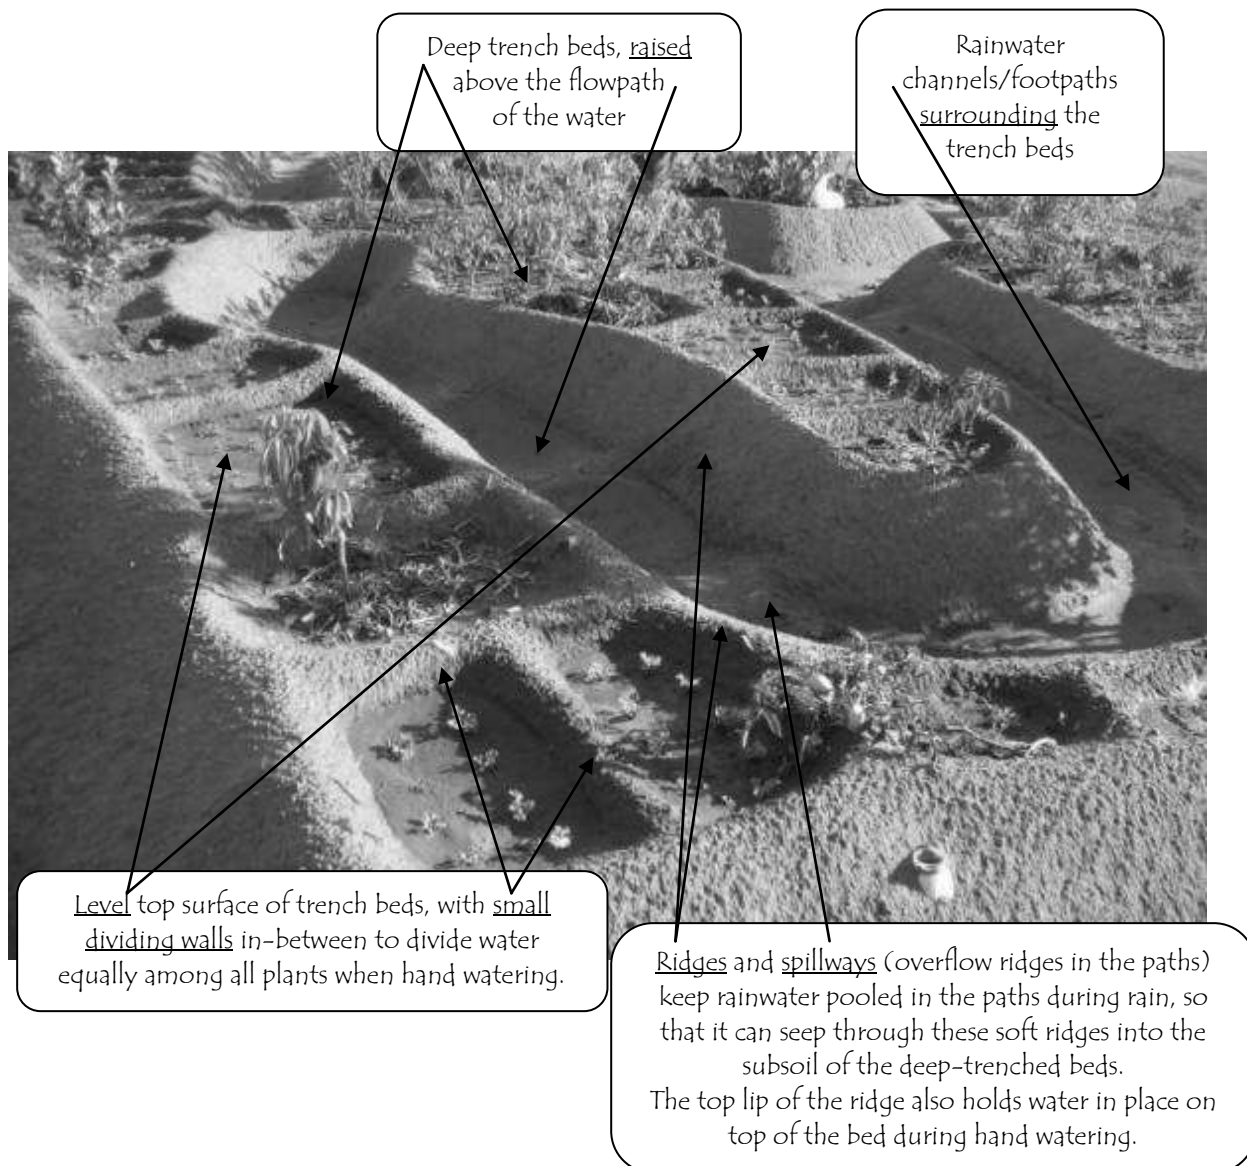 Deep trench beds, raised
above the flowpath
of the water
Rainwater
channels/footpaths
surrounding the
trench beds
Level top surface of trench beds, with small
dividing walls in-between to divide water
equally among all plants when hand watering.
Ridges and spillways (overflow ridges in the paths)
keep rainwater pooled in the paths during rain, so
that it can seep through these soft ridges into the
subsoil of the deep-trenched beds.
The top lip of the ridge also holds water in place on
top of the bed during hand watering.